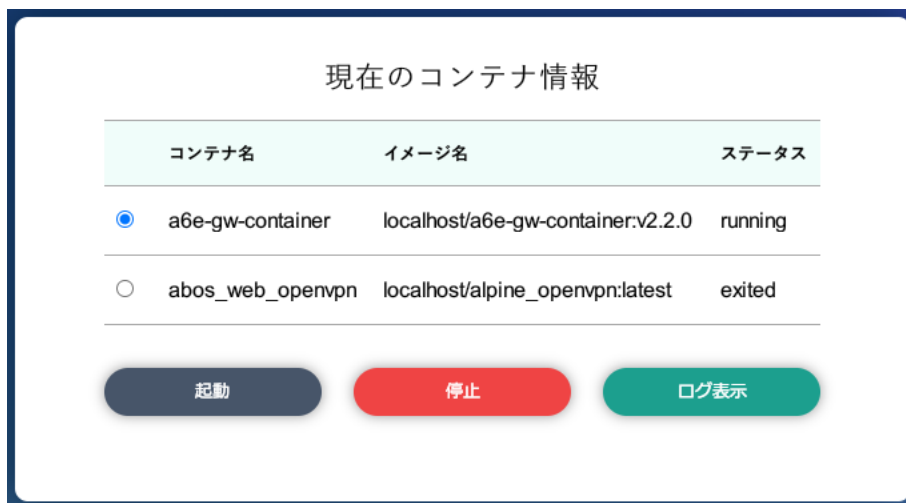 現在のコンテナ情報
コンテナ名 イメージ名 ステータス
a6e-gw-container localhost/a6e-gw-container:v2.2.0 running
abos_web_openvpn localhost/alpine_openvpn:latest exited
起動 停止 ログ表示